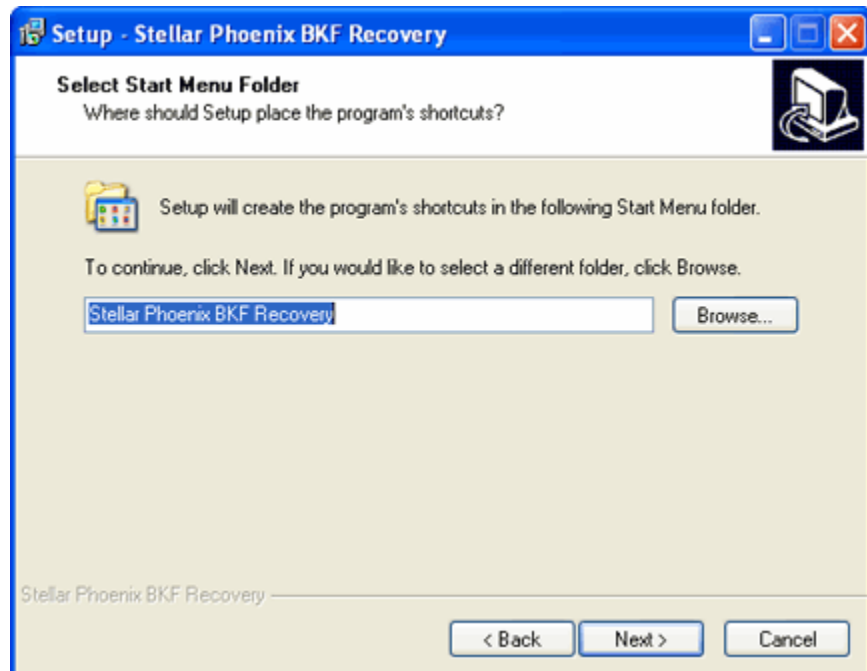 Setup - Stellar Phoenix BKF Recovery
Select Start Menu Folder
Where should Setup place the program's shortcuts?
Setup will create the program's shortcuts in the following Start Menu folder.
To continue, click Next. If you would like to select a different folder, click Browse.
Stellar Phoenix BKF Recovery
Browse...
Stellar Phoenix BKF Recovery
< Back
Next >
Cancel